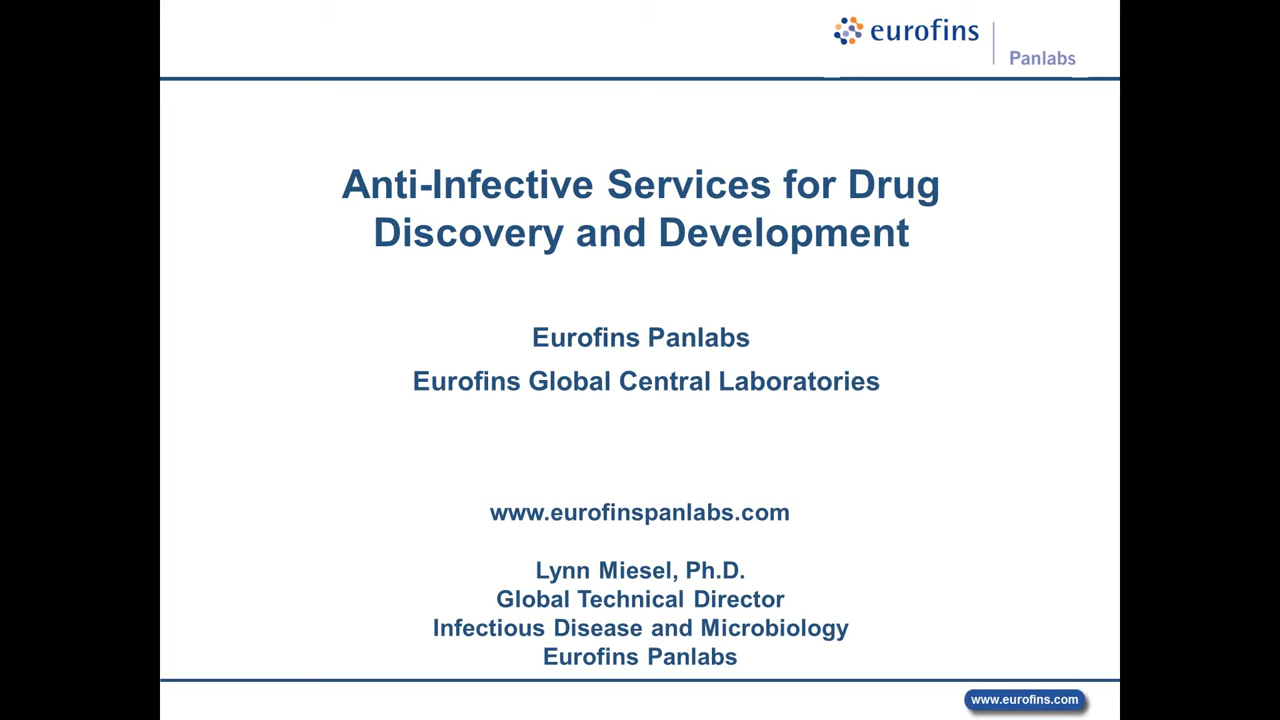 eurofins
Panlabs
Anti-Infective Services for Drug
Discovery and Development
Eurofins Panlabs
Eurofins Global Central Laboratories
www.eurofinspanlabs.com
Lynn Miesel, Ph.D.
Global Technical Director
Infectious Disease and Microbiology
Eurofins Panlabs
www.eurofins.com